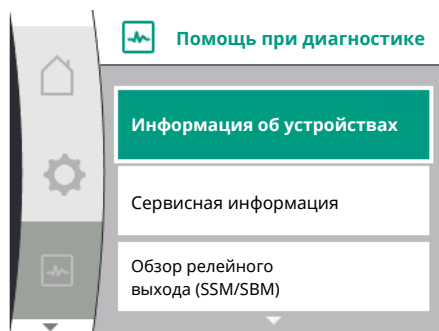 Помощь при диагностике
Информация об устройствах
Сервисная информация
Обзор релейного
выхода (SSM/SBM)